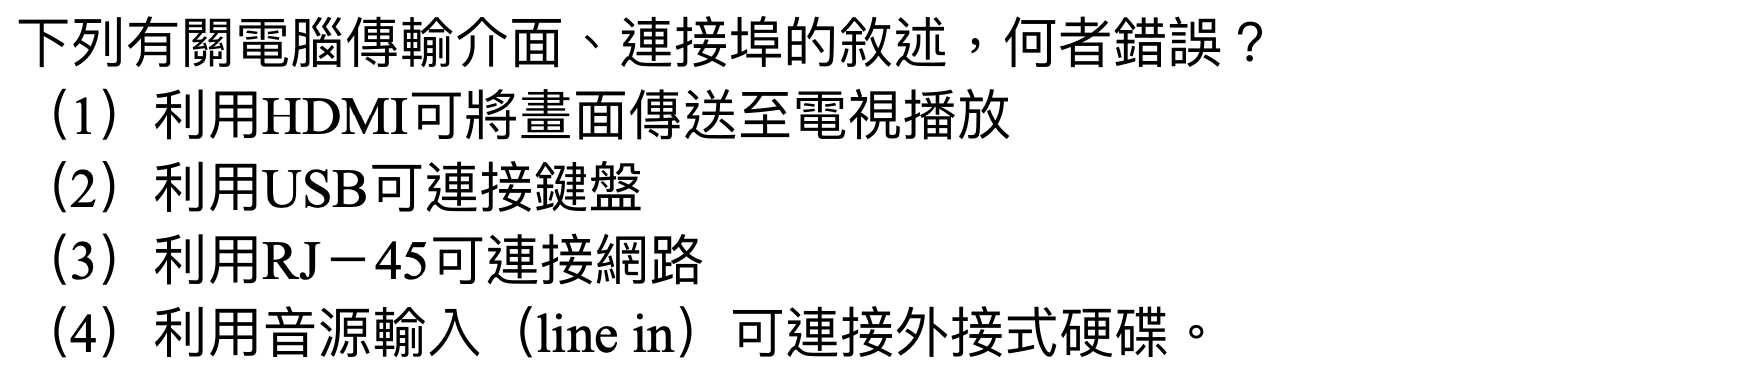 下列有關電腦傳輸介面、連接埠的敘述，何者錯誤？
（1）利用HDMI可將畫面傳送至電視播放
（2）利用USB可連接鍵盤
（3）利用RJ－45可連接網路
（4）利用音源輸入（line in）可連接外接式硬碟。